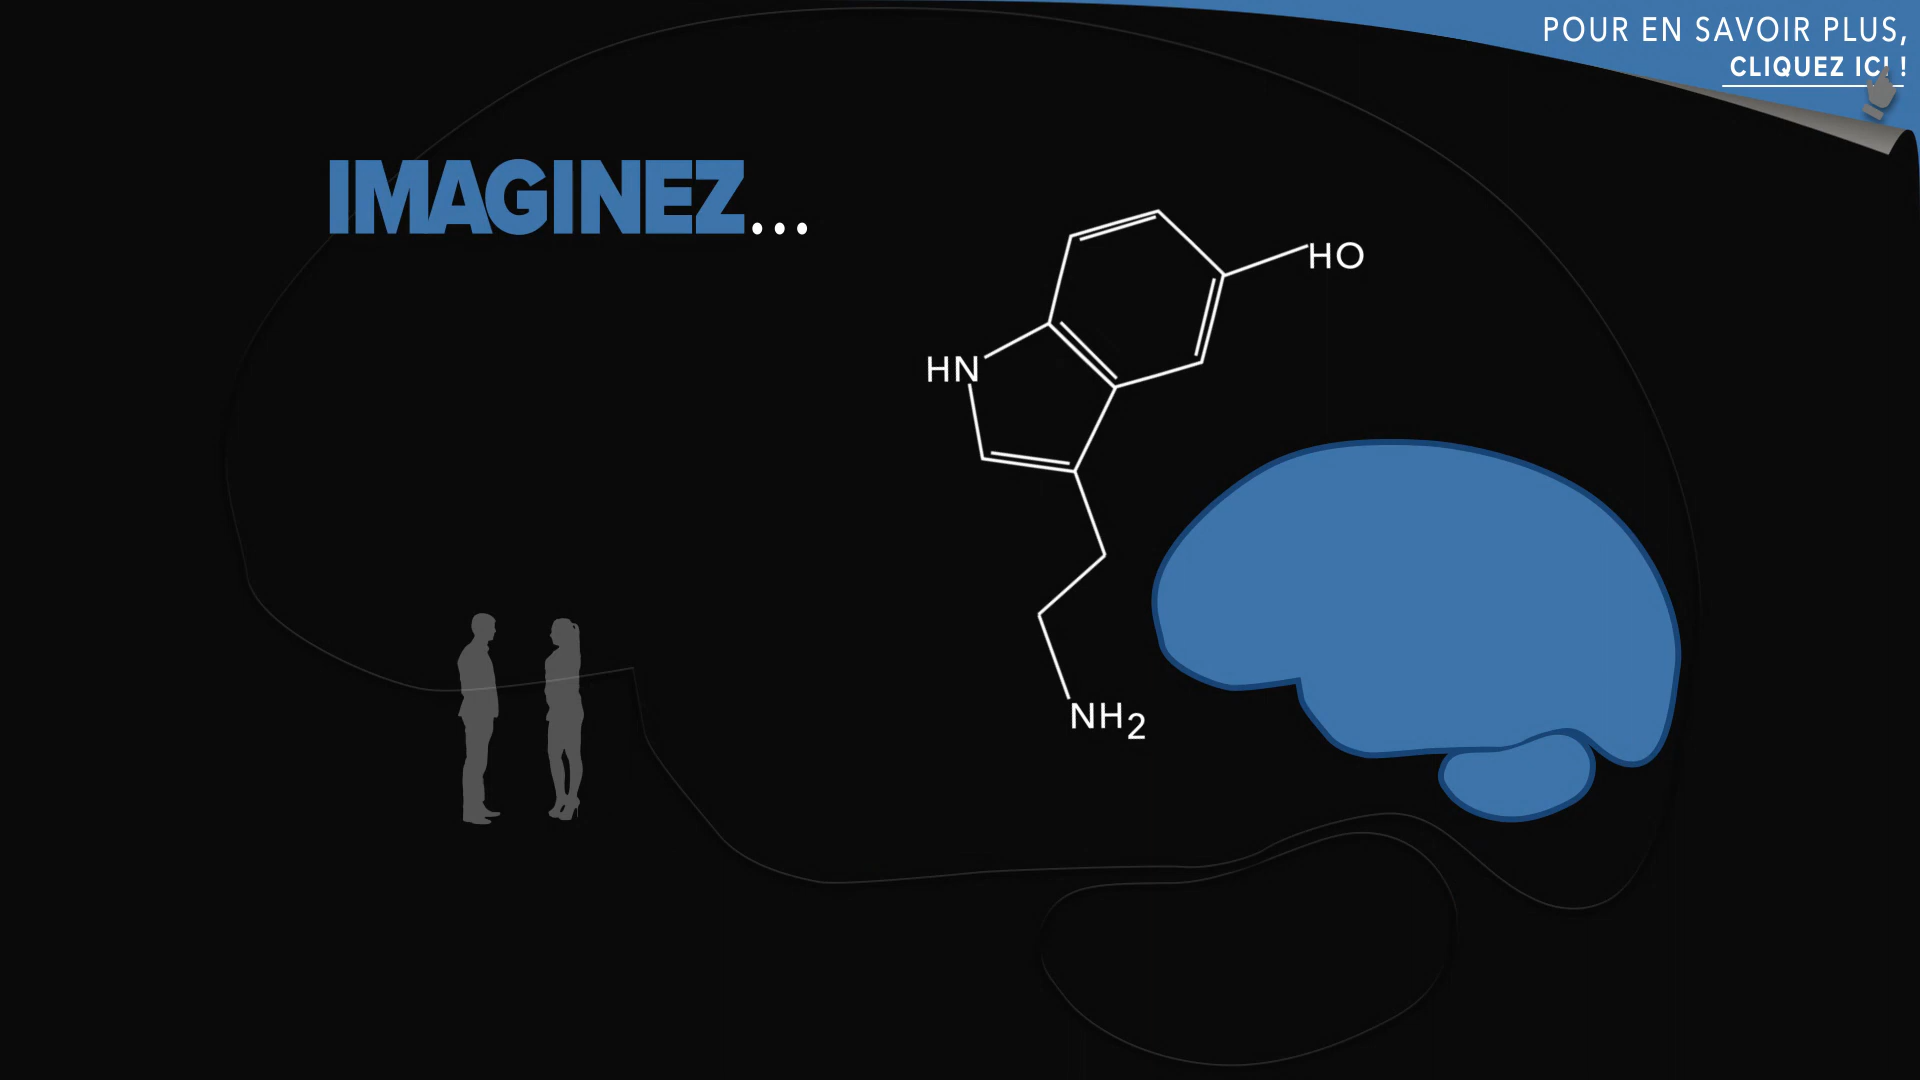 POUR EN SAVOIR PLUS,
CLIQUEZ ICI !
IMAGINEZ...
HO
HN
NH2